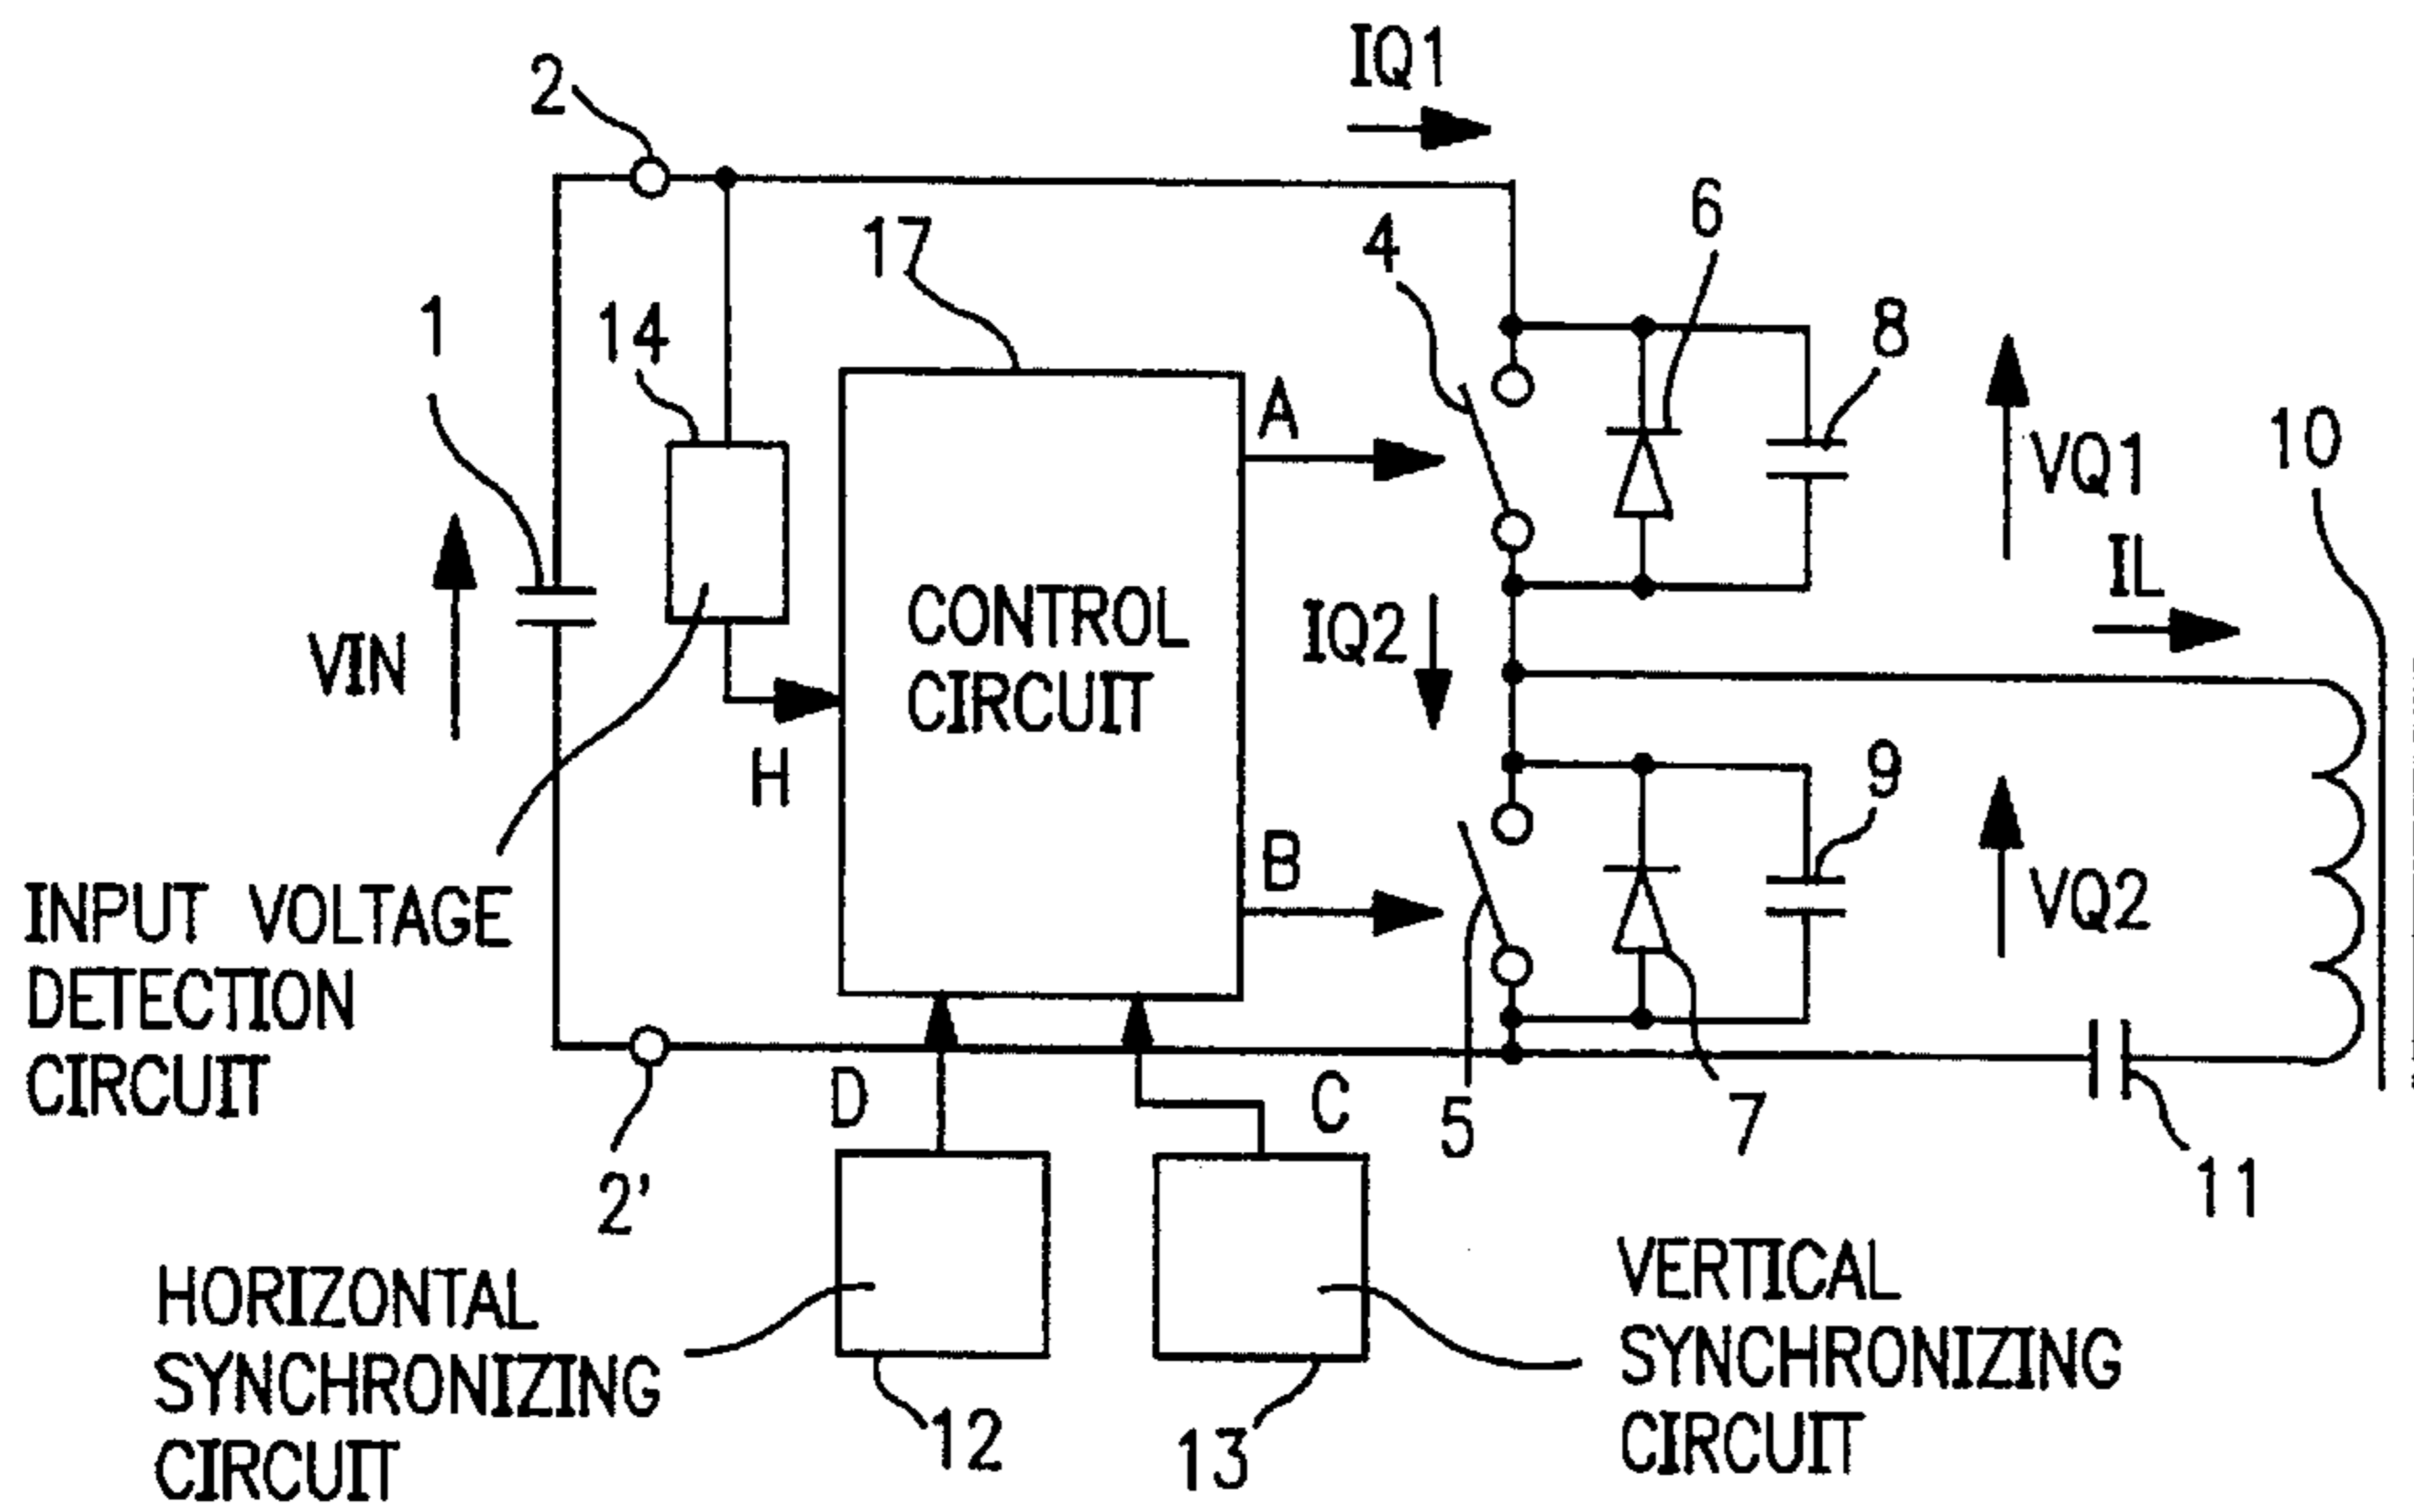 IQ1
2
17
4
6
1
14
8
A
VQ1
10
IL
VIN
CONTROL
CIRCUIT
IQ2
H
9
B
VQ2
INPUT VOLTAGE
DETECTION
CIRCUIT
D
C
5
7
2'
11
HORIZONTAL
SYNCHRONIZING
CIRCUIT
12
13
VERTICAL
SYNCHRONIZING
CIRCUIT